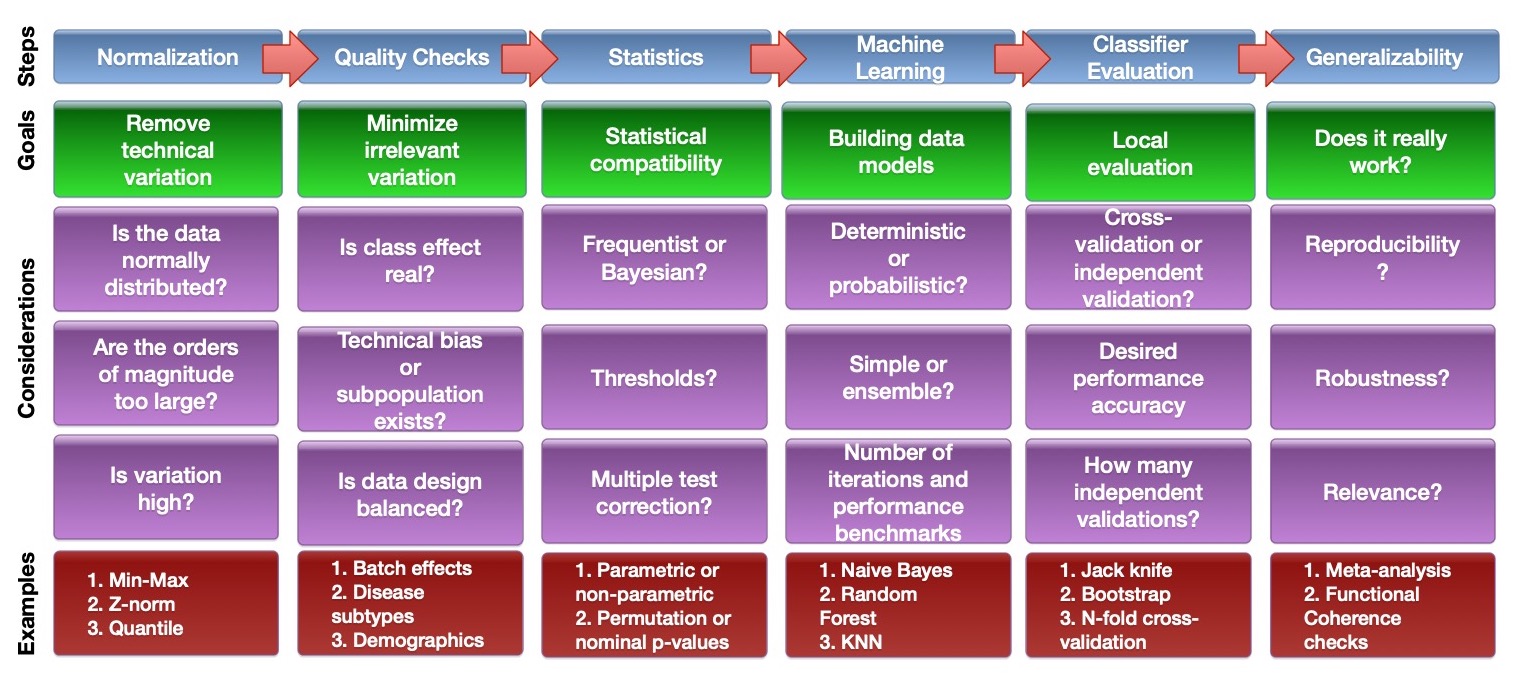 Steps
Normalization
Quality Checks
Statistics
Machine
Learning
Classifier
Evaluation
Generalizability
Goals
Remove
technical
variation
Minimize
irrelevant
variation
Statistical
compatibility
Building data
models
Local
evaluation
Does it really
work?
Considerations
Is the data
normally
distributed?
Is class effect
real?
Frequentist or
Bayesian?
Deterministic
or
probabilistic?
Cross-
validation or
independent
validation?
Reproducibility
?
Are the orders
of magnitude
too large?
Technical bias
or
subpopulation
exists?
Thresholds?
Simple or
ensemble?
Desired
performance
accuracy
Robustness?
Is variation
high?
Is data design
balanced?
Multiple test
correction?
Number of
iterations and
performance
benchmarks
How many
independent
validations?
Relevance?
Examples
1. Min-Max
2. Z-norm
3. Quantile
1. Batch effects
2. Disease
subtypes
3. Demographics
1. Parametric or
non-parametric
2. Permutation or
nominal p-values
1. Naive Bayes
2. Random
Forest
3. KNN
1. Jack knife
2. Bootstrap
3. N-fold cross-
validation
1. Meta-analysis
2. Functional
Coherence
checks